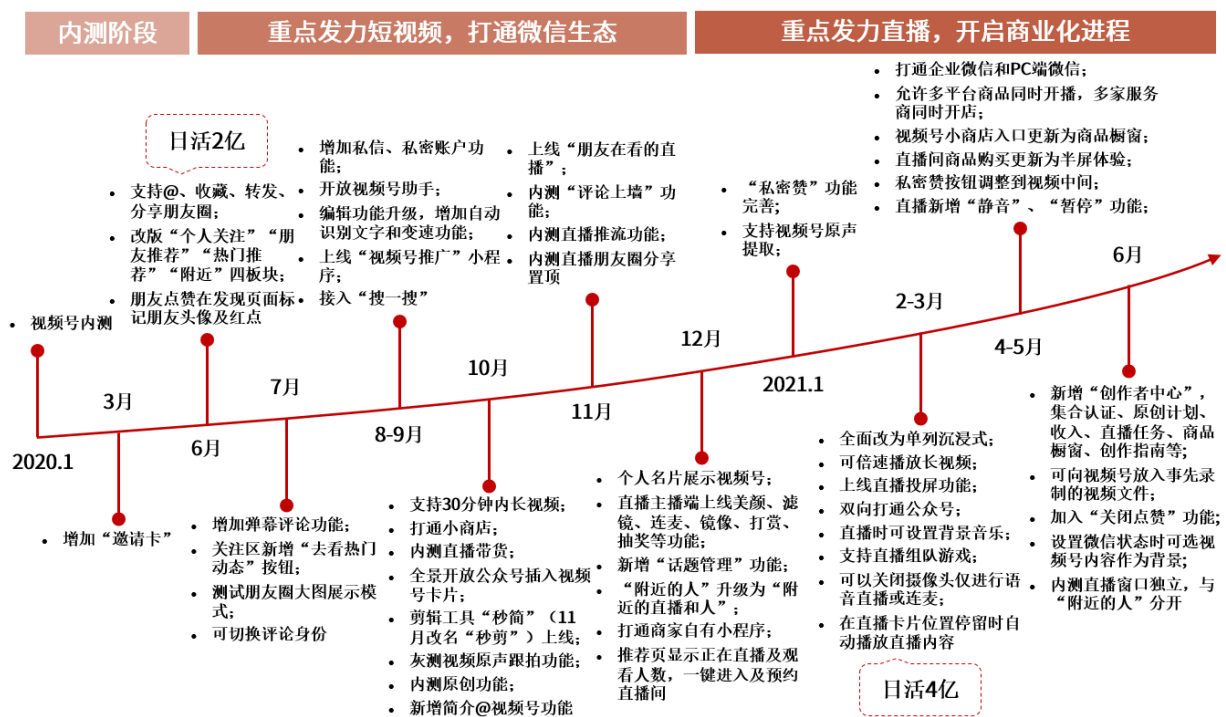 内测阶段
重点发力短视频，打通微信生态
重点发力直播，开启商业化进程
日活2亿
• 视频号内测
2020.1
3月
• 增加“邀请卡”
• 支持@、收藏、转发、
分享朋友圈；
• 改版“个人关注”“朋
友推荐”“热门推
荐”“附近”四板块；
• 朋友点赞在发现页面标
记朋友头像及红点
6月
7月
• 增加弹幕评论功能；
• 关注区新增“去看热门
动态”按钮；
• 测试朋友圈大图展示模
式；
• 可切换评论身份
• 增加私信、私密账户功
能；
• 开放视频号助手；
• 编辑功能升级，增加自动
识别文字和变速功能；
• 上线“视频号推广”小程
序；
• 接入“搜一搜”
8-9月
10月
• 支持30分钟内长视频；
• 打通小商店；
• 内测直播带货；
• 全景开放公众号插入视频
号卡片；
• 剪辑工具“秒简”（11
月改名“秒剪”）上线；
• 灰测视频原声跟拍功能；
• 内测原创功能；
• 新增简介@视频号功能
• 上线“朋友在看的直
播”；
• 内测“评论上墙”功
能；
• 内测直播推流功能；
• 内测直播朋友圈分享
置顶
11月
12月
• 个人名片展示视频号；
• 直播主播端上线美颜、滤
镜、连麦、镜像、打赏、
抽奖等功能；
• 新增“话题管理”功能；
• “附近的人”升级为“附
近的直播和人”；
• 打通商家自有小程序；
• 推荐页显示正在直播及观
看人数，一键进入及预约
直播间
• “私密赞”功能
完善；
• 支持视频号原声
提取；
2021.1
2-3月
• 全面改为单列沉浸式；
• 可倍速播放长视频；
• 上线直播投屏功能；
• 双向打通公众号；
• 直播时可设置背景音乐；
• 支持直播组队游戏；
• 可以关闭摄像头仅进行语
音直播或连麦；
• 在直播卡片位置停留时自
动播放直播内容
日活4亿
• 打通企业微信和PC端微信；
• 允许多平台商品同时开播，多家服务
商同时开店；
• 视频号小商店入口更新为商品橱窗；
• 直播间商品购买更新为半屏体验；
• 私密赞按钮调整到视频中间；
• 直播新增“静音”、“暂停”功能；
4-5月
6月
• 新增“创作者中心”，
集合认证、原创计划、
收入、直播任务、商品
橱窗、创作指南等；
• 可向视频号放入事先录
制的视频文件；
• 加入“关闭点赞”功能；
• 设置微信状态时可选视
频号内容作为背景；
• 内测直播窗口独立，与
“附近的人”分开